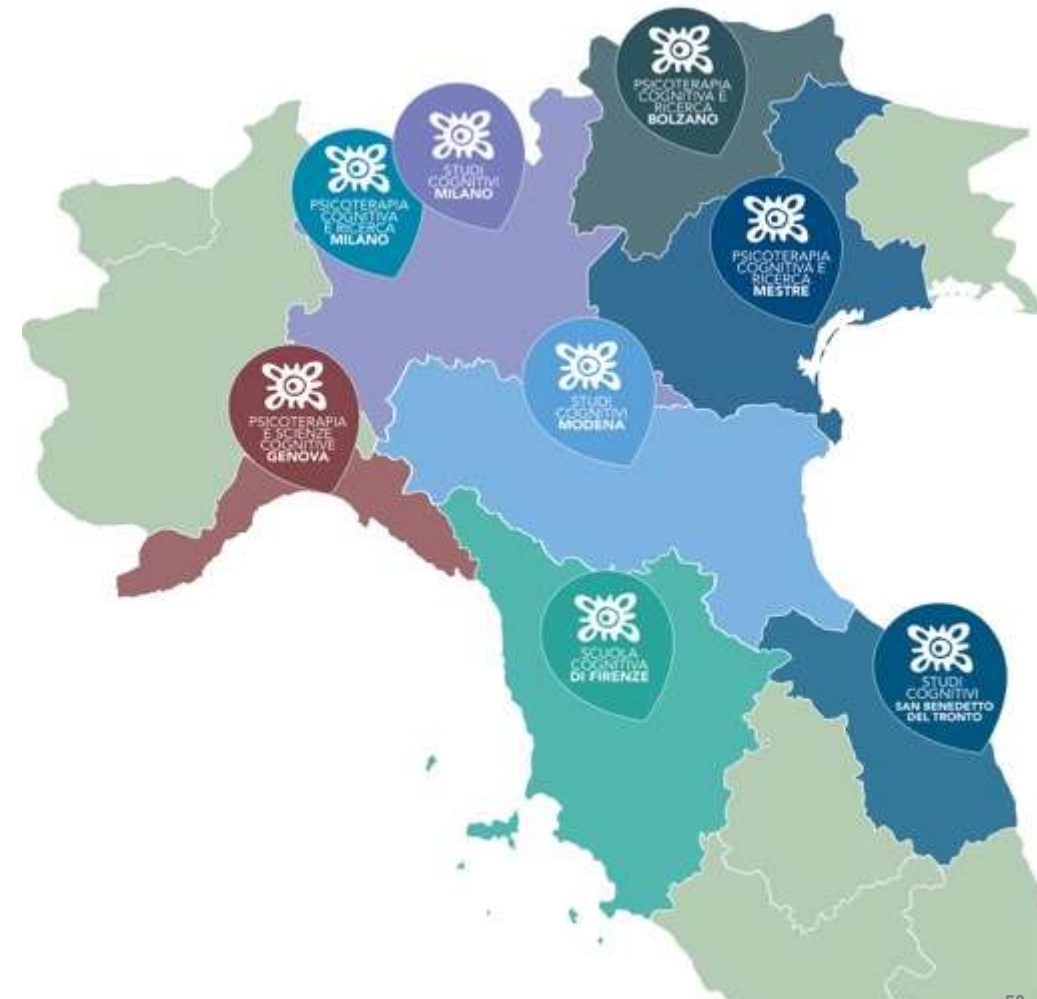 PSICOTERAPIA
COGNITIVA E
RICERCA
BOLZANO
STUDI
COGNITIVI
MILANO
PSICOTERAPIA
COGNITIVA
E RICERCA
MILANO
PSICOTERAPIA
COGNITIVA E
RICERCA
MESTRE
STUDI
COGNITIVI
MODENA
PSICOTERAPIA
E SCIENZE
COGNITIVE
GENOVA
SCUOLA
COGNITIVA
DI FIRENZE
STUDI
COGNITIVI
SAN BENEDETTO
DEL TRONTO